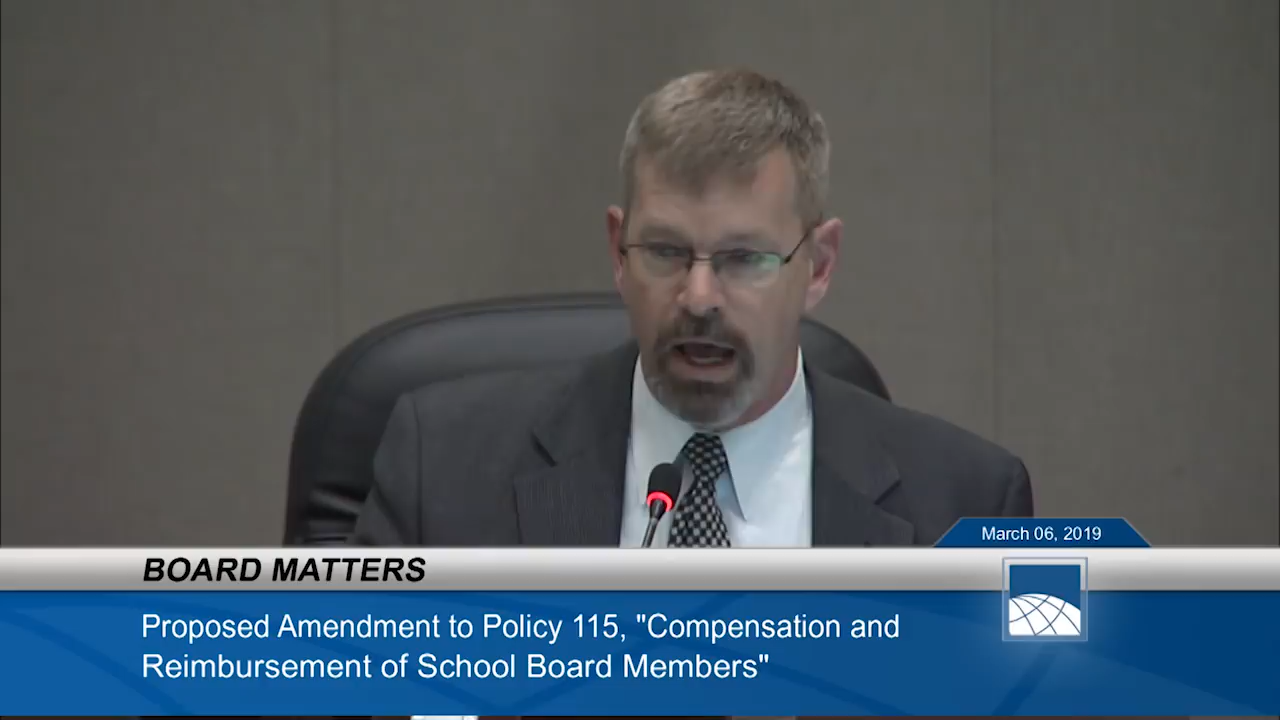 March 06, 2019
BOARD MATTERS
Proposed Amendment to Policy 115, "Compensation and
Reimbursement of School Board Members"